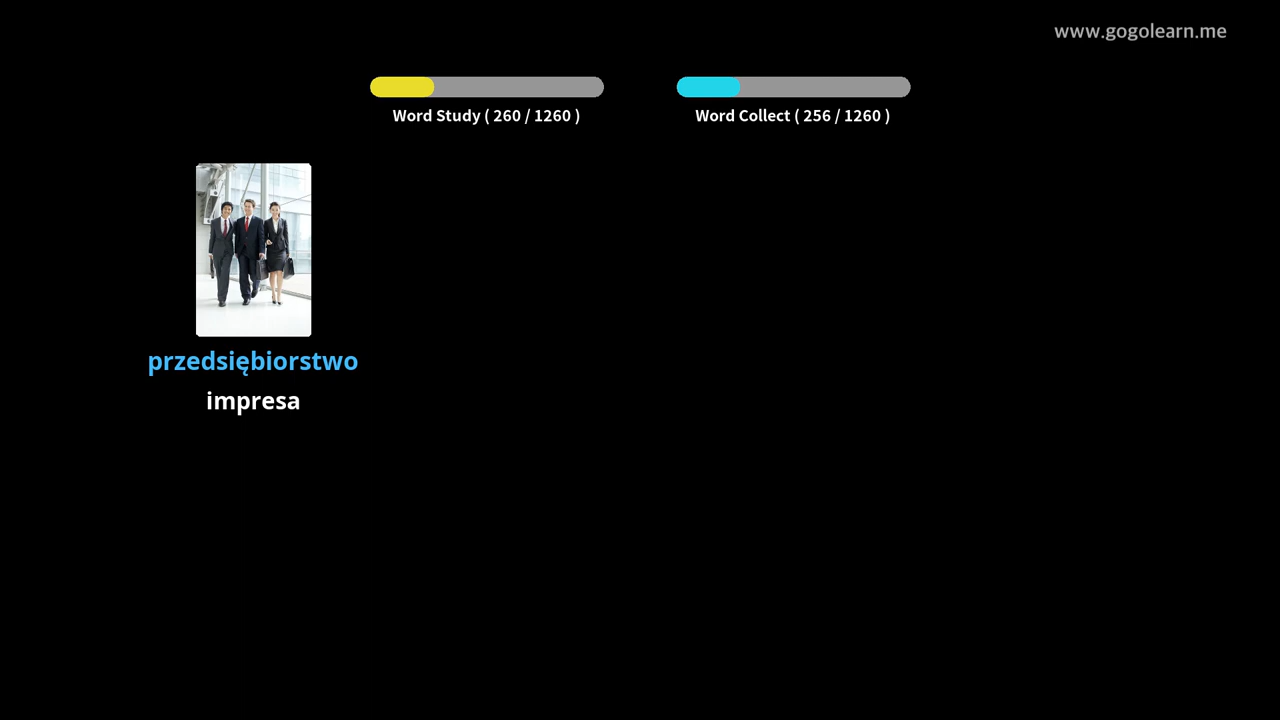 www.gogolearn.me
Word Study ( 260 / 1260 )
Word Collect ( 256 / 1260 )
przedsiębiorstwo
impresa